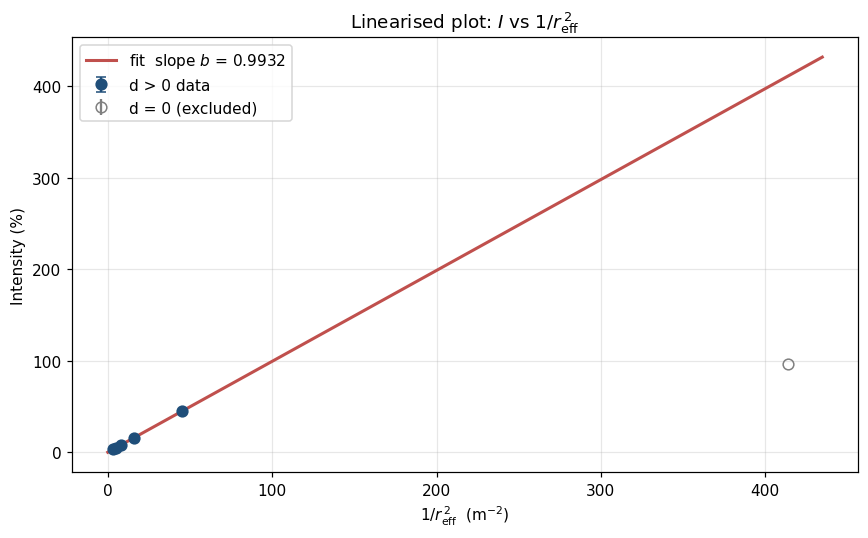 Linearised plot: I vs 1/r²eff
fit slope b = 0.9932
d > 0 data
d = 0 (excluded)
Intensity (%)
400
300
200
100
0
0 100 200 300 400
1/r²eff (m⁻²)